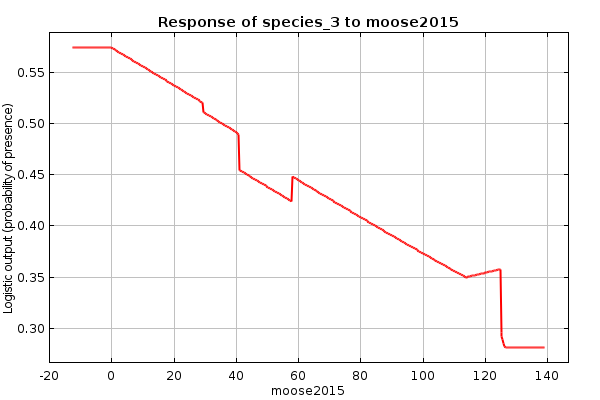 Response of species_3 to moose2015
Logistic output (probability of presence)
0.55
0.50
0.45
0.40
0.35
0.30
-20 0 20 40 60 80 100 120 140
moose2015